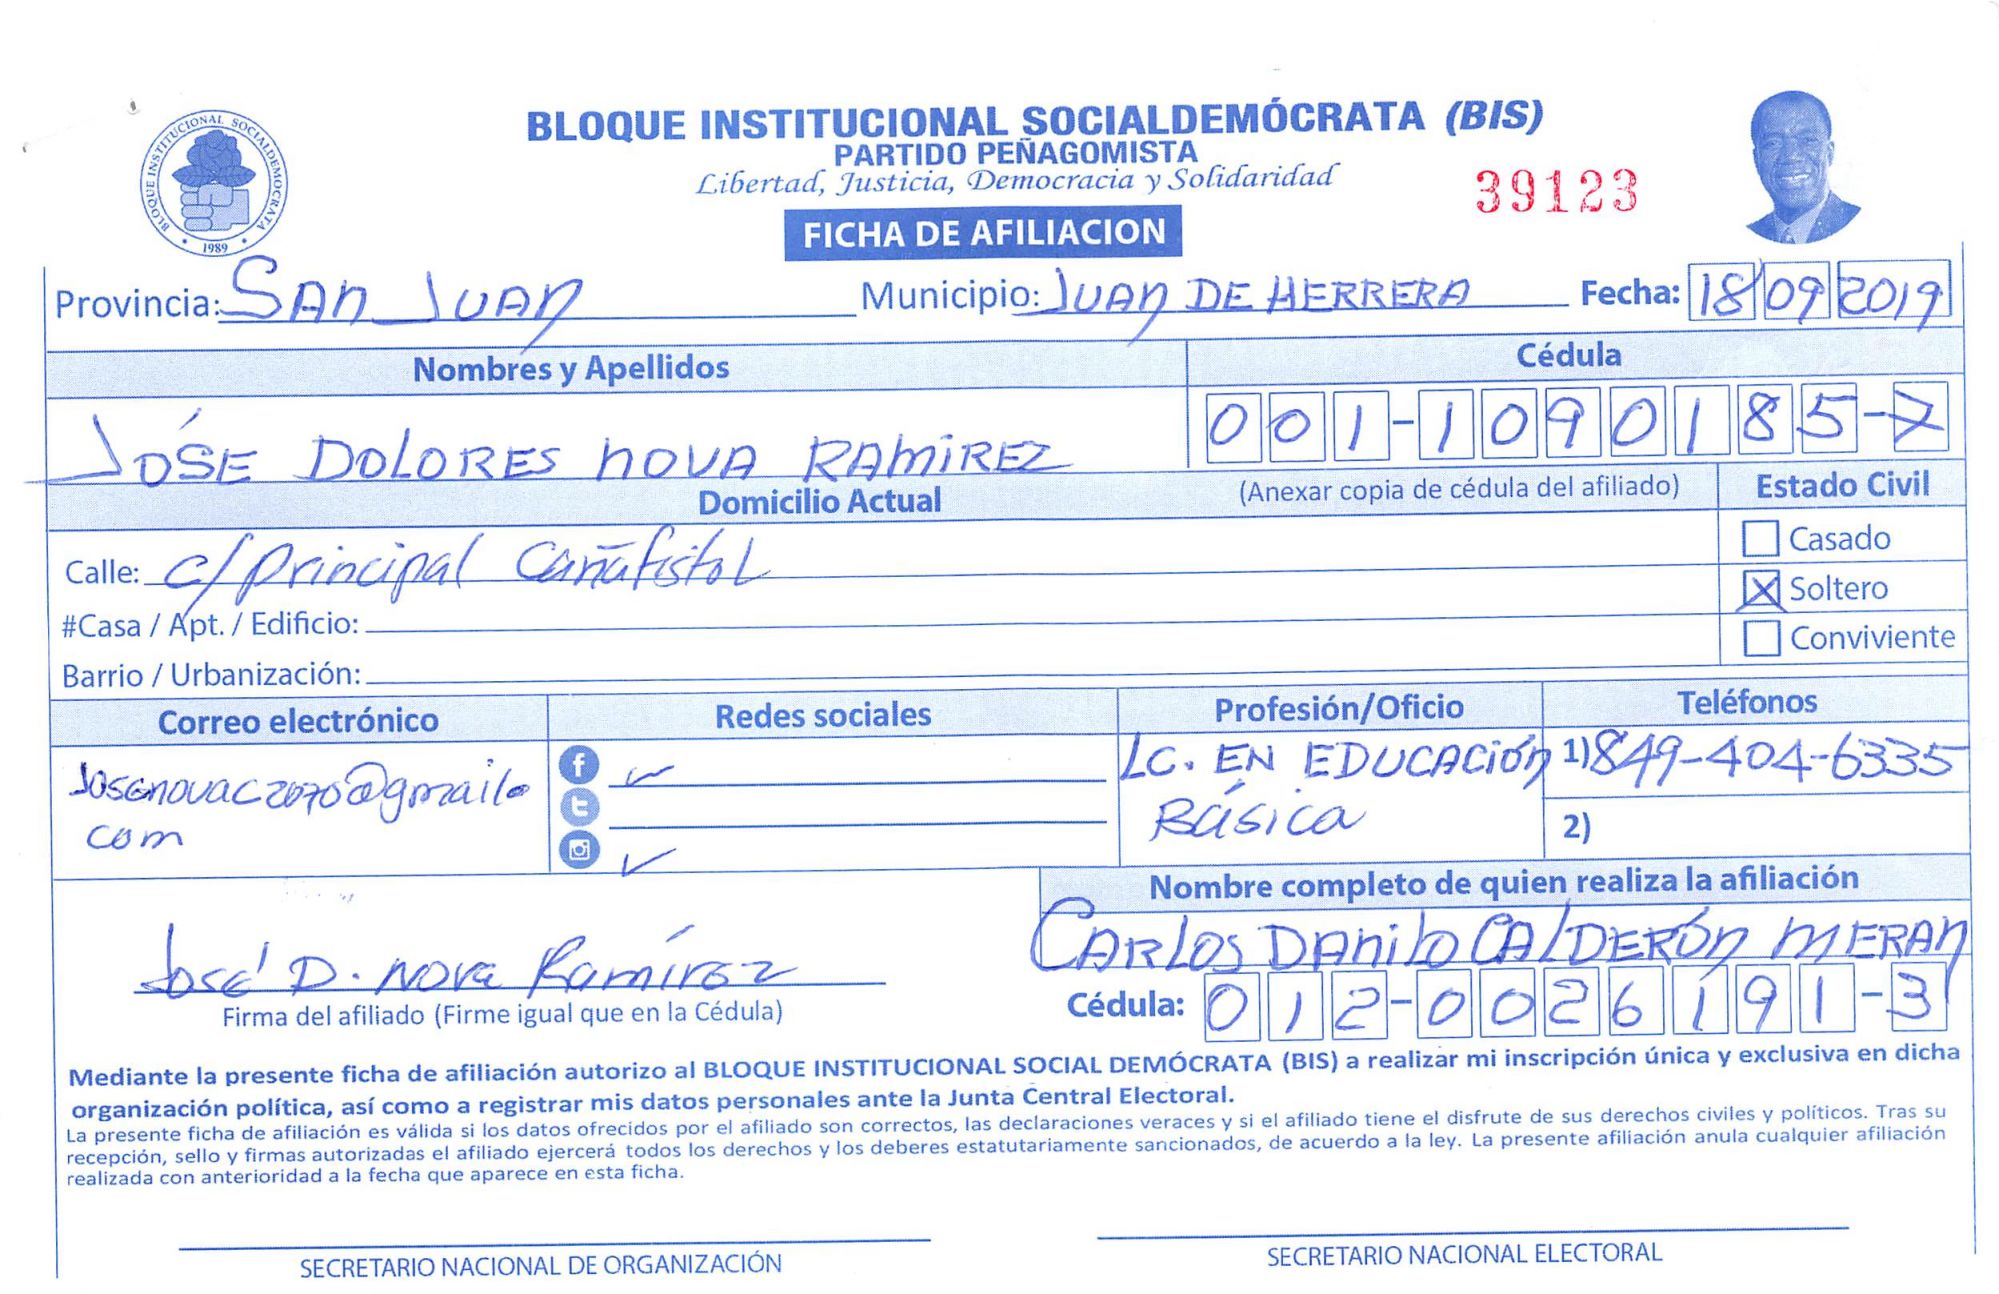 BLOQUE INSTITUCIONAL SOCIALDEMÓCRATA (BIS)
PARTIDO PEÑAGOMISTA
Libertad, Justicia, Democracia y Solidaridad
39123
FICHA DE AFILIACION
BLOQUE INSTITUCIONAL SOCIALDEMOCRATA
1989
Provincia: SAN JUAN Municipio: JUAN DE HERRERA Fecha: 18 09 2019
Nombres y Apellidos Cédula
JOSE DOLORES NOVA RAMIREZ 001-1090185-7
Domicilio Actual (Anexar copia de cédula del afiliado) Estado Civil
Calle: c/ Principal Cañafistol
Casado
#Casa / Apt. / Edificio:
Soltero
Barrio / Urbanización:
Conviviente
Correo electrónico Redes sociales Profesión/Oficio Teléfonos
@gmail.
com
LC. EN EDUCACIÓN
Básica
1) 849-404-6335
2)
Nombre completo de quien realiza la afiliación
CARLOS DANILO CALDERÓN MERAN
José D. Nova Ramírez
Firma del afiliado (Firme igual que en la Cédula)
Cédula: 012-0026191-3
Mediante la presente ficha de afiliación autorizo al BLOQUE INSTITUCIONAL SOCIAL DEMÓCRATA (BIS) a realizar mi inscripción única y exclusiva en dicha
organización política, así como a registrar mis datos personales ante la Junta Central Electoral.
La presente ficha de afiliación es válida si los datos ofrecidos por el afiliado son correctos, las declaraciones veraces y si el afiliado tiene el disfrute de sus derechos civiles y políticos. Tras su
recepción, sello y firmas autorizadas el afiliado ejercerá todos los derechos y los deberes estatutariamente sancionados, de acuerdo a la ley. La presente afiliación anula cualquier afiliación
realizada con anterioridad a la fecha que aparece en esta ficha.
SECRETARIO NACIONAL DE ORGANIZACIÓN
SECRETARIO NACIONAL ELECTORAL